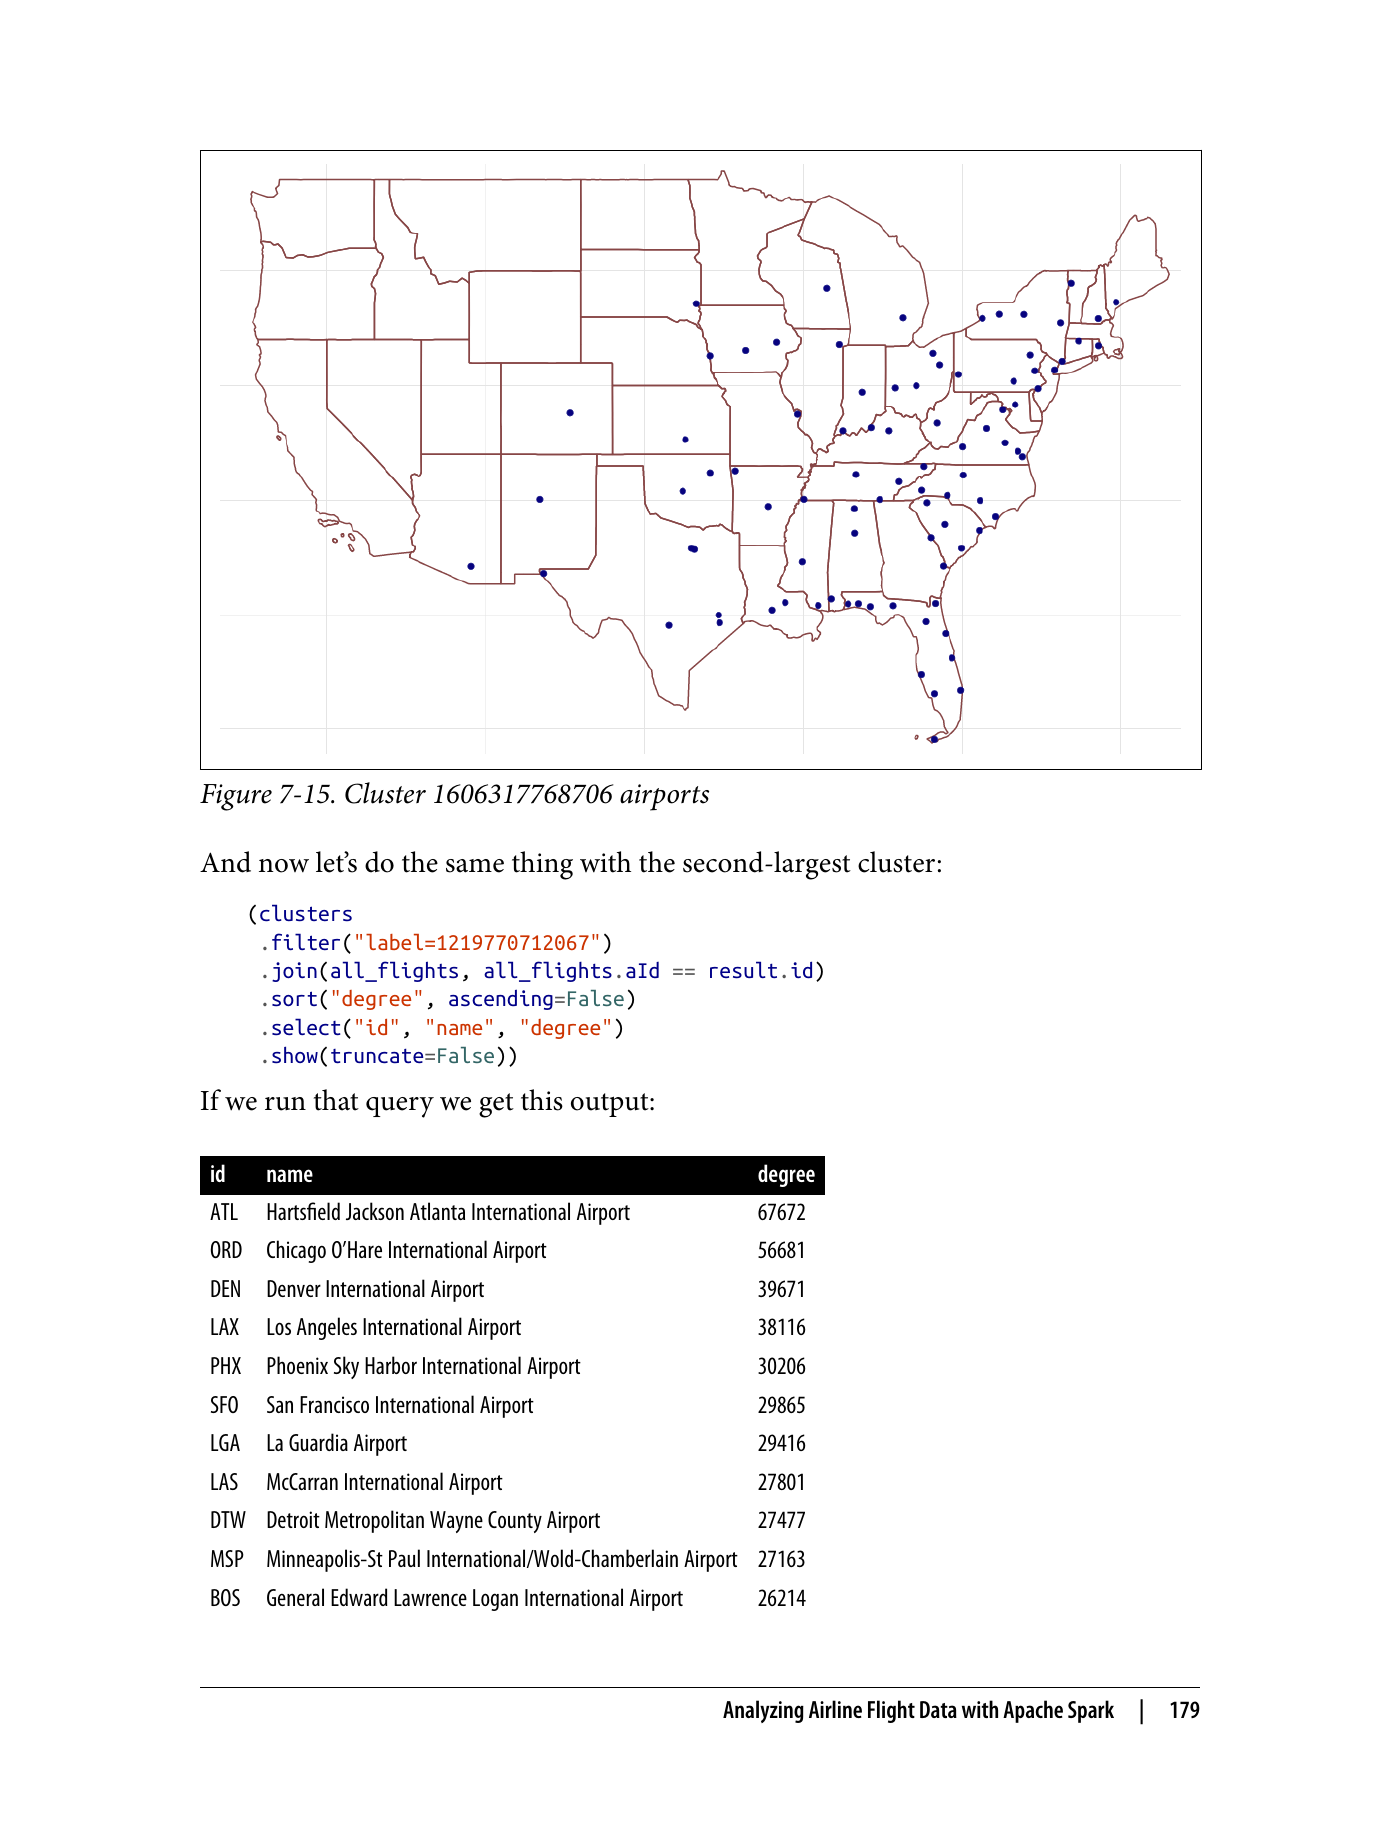 Figure 7-15. Cluster 1606317768706 airports
And now let’s do the same thing with the second-largest cluster:
(clusters
.filter("label=1219770712067")
.join(all_flights, all_flights.aId == result.id)
.sort("degree", ascending=False)
.select("id", "name", "degree")
.show(truncate=False))
If we run that query we get this output:
id name degree
ATL Hartsfield Jackson Atlanta International Airport 67672
ORD Chicago O’Hare International Airport 56681
DEN Denver International Airport 39671
LAX Los Angeles International Airport 38116
PHX Phoenix Sky Harbor International Airport 30206
SFO San Francisco International Airport 29865
LGA La Guardia Airport 29416
LAS McCarran International Airport 27801
DTW Detroit Metropolitan Wayne County Airport 27477
MSP Minneapolis-St Paul International/Wold-Chamberlain Airport 27163
BOS General Edward Lawrence Logan International Airport 26214
Analyzing Airline Flight Data with Apache Spark | 179